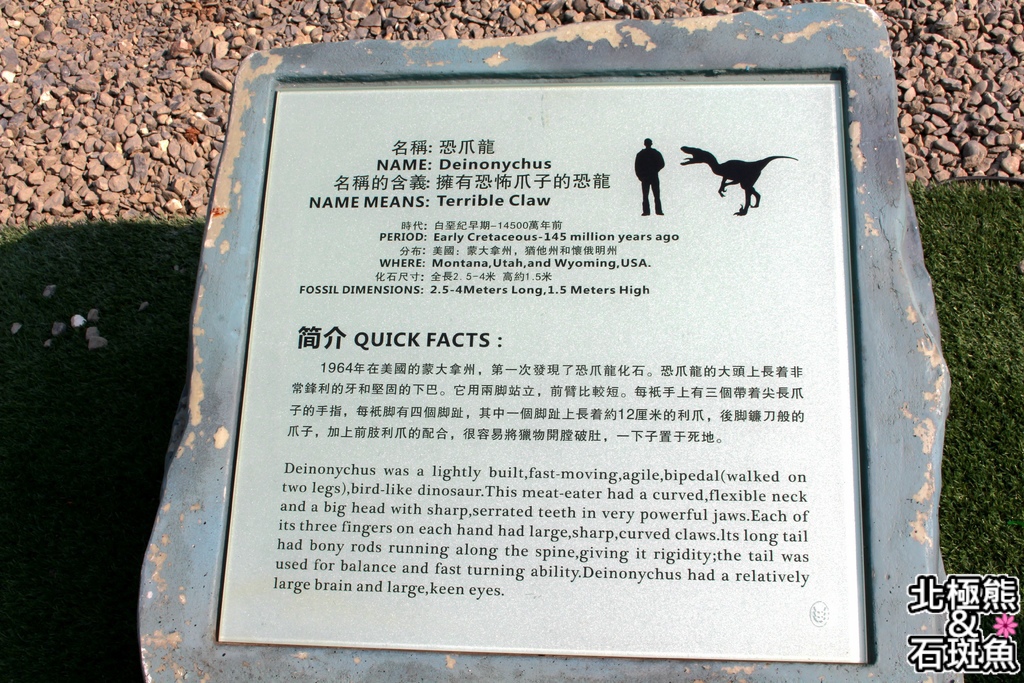 名稱: 恐爪龍
NAME: Deinonychus
名稱的含義: 擁有恐怖爪子的恐龍
NAME MEANS: Terrible Claw
時代: 白堊紀早期-14500萬年前
PERIOD: Early Cretaceous-145 million years ago
分布: 美國: 蒙大拿州, 猶他州和懷俄明州
WHERE: Montana,Utah,and Wyoming,USA.
化石尺寸: 全長2.5-4米 高約1.5米
FOSSIL DIMENSIONS: 2.5-4Meters Long,1.5 Meters High
简介 QUICK FACTS :
1964年在美國的蒙大拿州，第一次發現了恐爪龍化石。恐爪龍的大頭上長着非
常鋒利的牙和堅固的下巴。它用兩脚站立，前臂比較短。每衹手上有三個帶着尖長爪
子的手指，每衹脚有四個脚趾，其中一個脚趾上長着約12厘米的利爪，後脚鐮刀般的
爪子，加上前肢利爪的配合，很容易將獵物開膛破肚，一下子置于死地。
Deinonychus was a lightly built,fast-moving,agile,bipedal(walked on
two legs),bird-like dinosaur.This meat-eater had a curved,flexible neck
and a big head with sharp,serrated teeth in very powerful jaws.Each of
its three fingers on each hand had large,sharp,curved claws.Its long tail
had bony rods running along the spine,giving it rigidity;the tail was
used for balance and fast turning ability.Deinonychus had a relatively
large brain and large,keen eyes.
北極熊
&
石斑魚